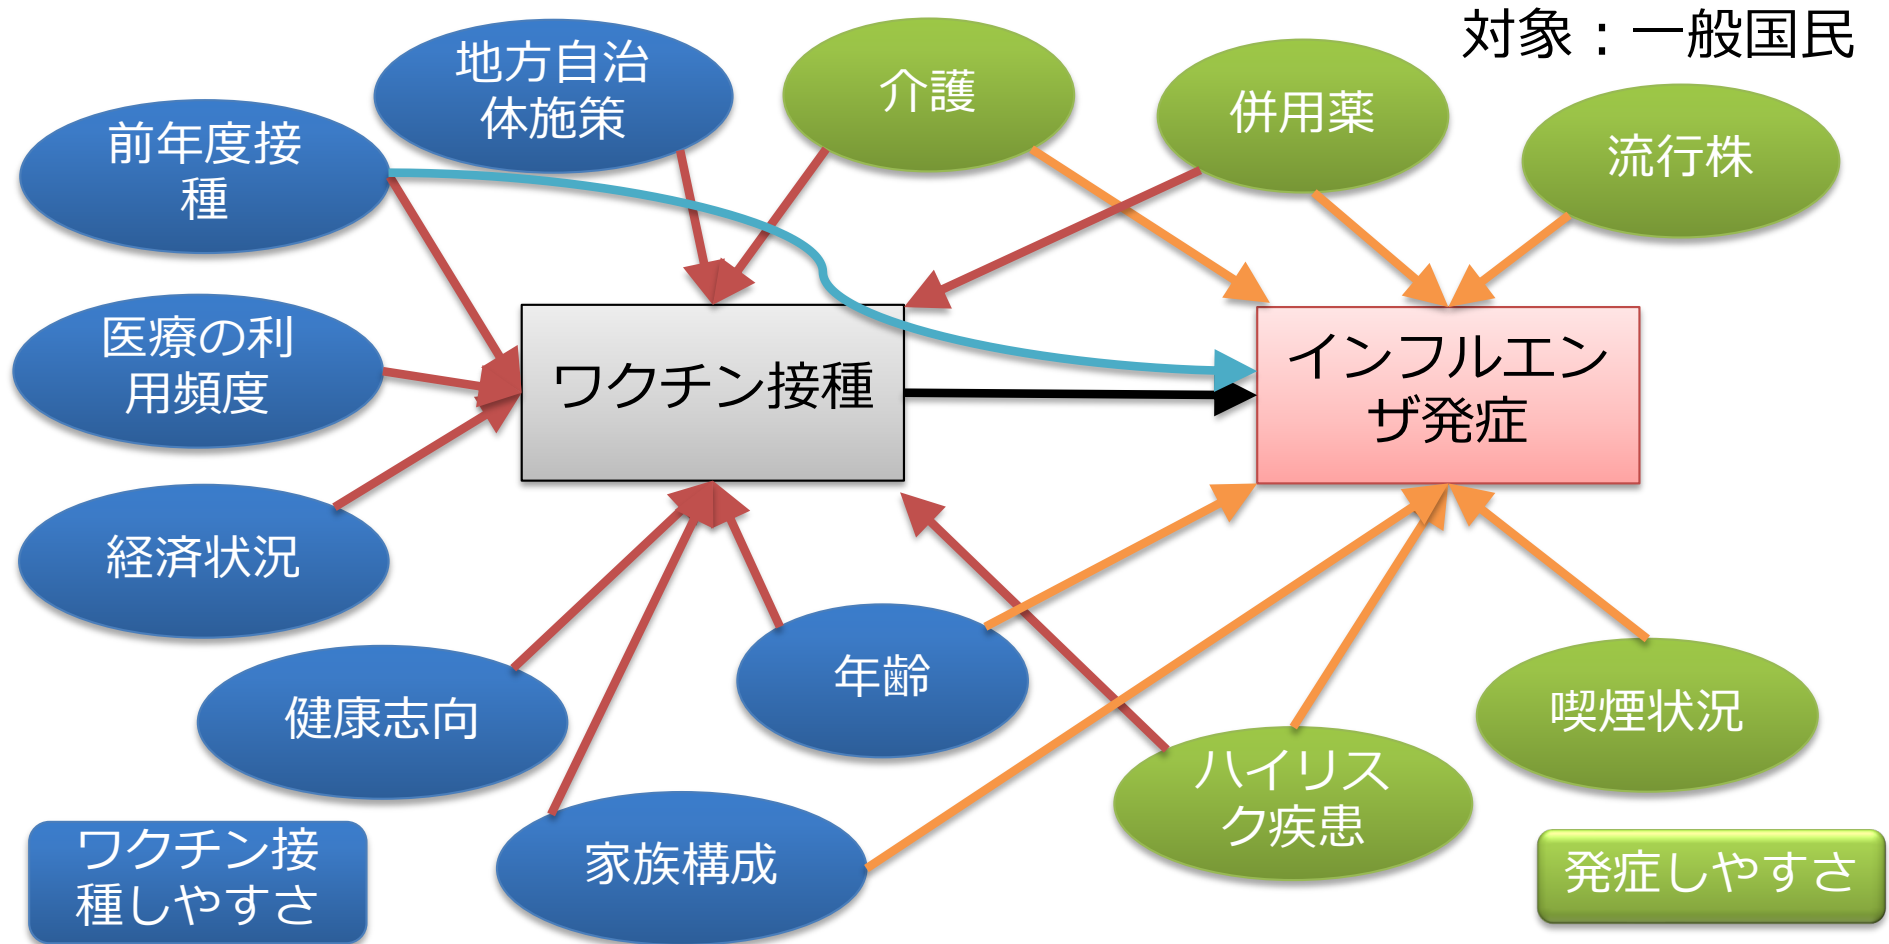 対象：一般国民
地方自治
体施策
介護
併用薬
流行株
前年度接
種
医療の利
用頻度
ワクチン接種
インフルエン
ザ発症
経済状況
健康志向
年齢
家族構成
ハイリス
ク疾患
喫煙状況
ワクチン接
種しやすさ
発症しやすさ